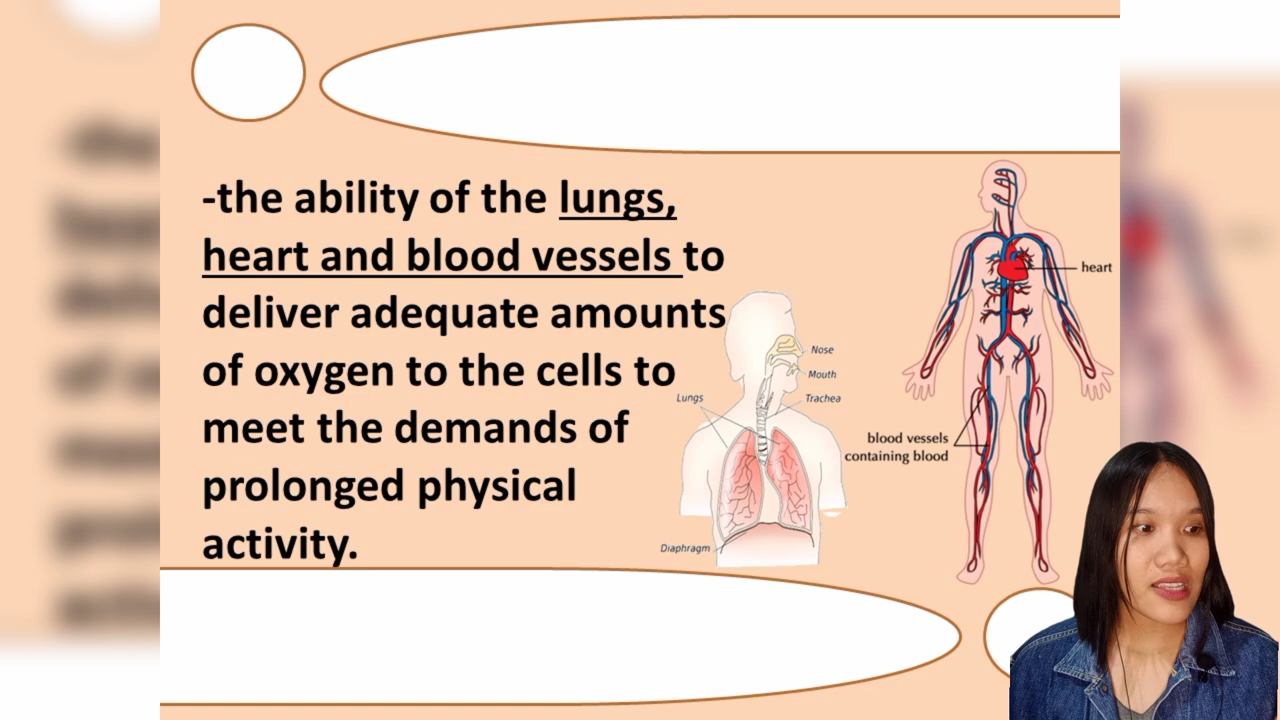 -the ability of the lungs,
heart and blood vessels to
deliver adequate amounts
of oxygen to the cells to
meet the demands of
prolonged physical
activity.
Nose
Mouth
Trachea
Lungs
Diaphragm
heart
blood vessels
containing blood